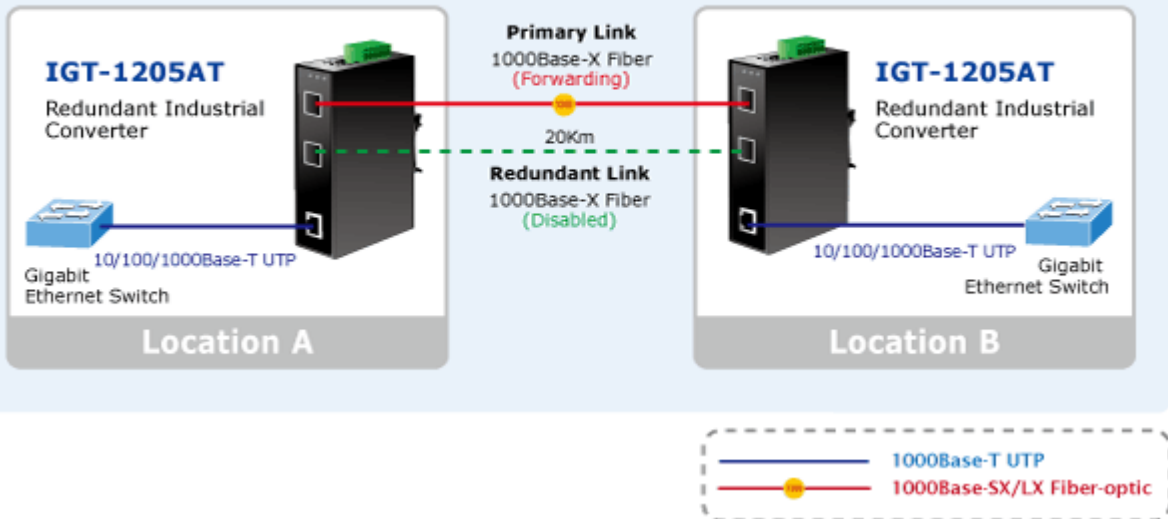 Primary Link
1000Base-X Fiber
(Forwarding)
IGT-1205AT
Redundant Industrial
Converter
IGT-1205AT
Redundant Industrial
Converter
20Km
Redundant Link
1000Base-X Fiber
(Disabled)
10/100/1000Base-T UTP
Gigabit
Ethernet Switch
10/100/1000Base-T UTP
Gigabit
Ethernet Switch
Location A
Location B
1000Base-T UTP
1000Base-SX/LX Fiber-optic